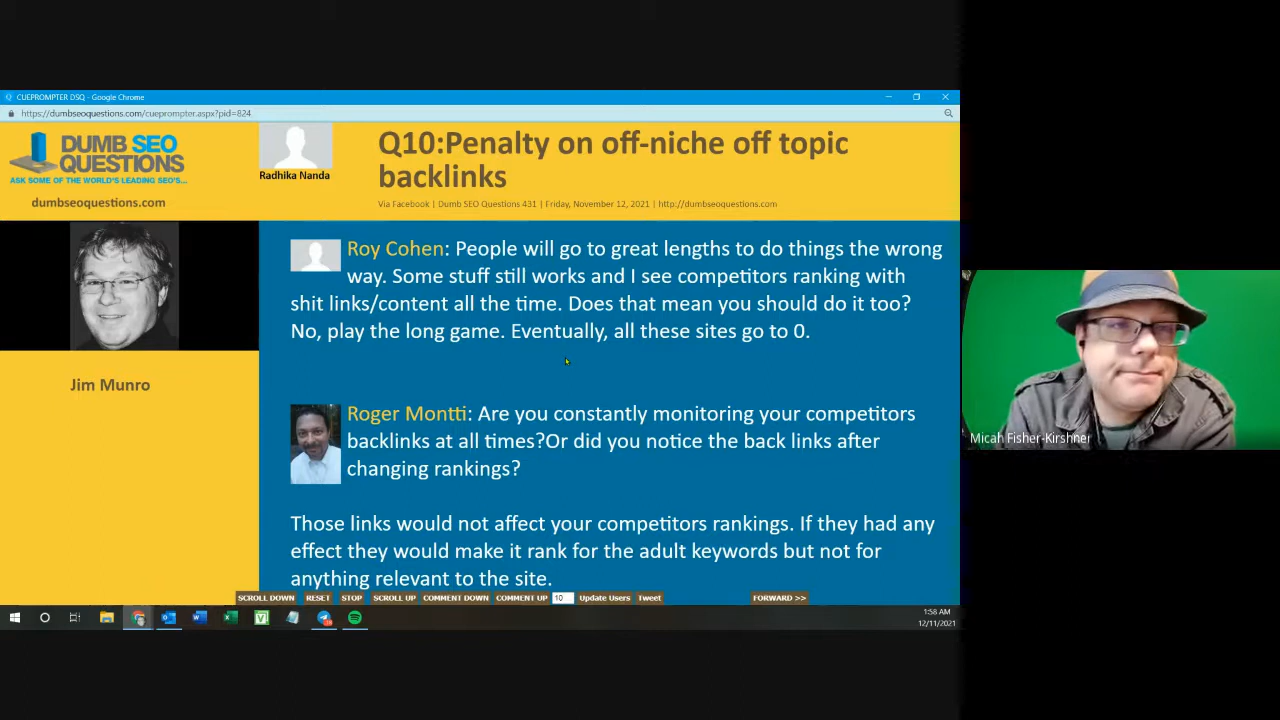 CUEPROMPTER DSQ - Google Chrome
https://dumbseoquestions.com/cueprompter.aspx?pid=824
DUMB SEO
QUESTIONS
ASK SOME OF THE WORLD'S LEADING SEO'S...
dumbseoquestions.com
Radhika Nanda
Q10:Penalty on off-niche off topic
backlinks
Via Facebook | Dumb SEO Questions 431 | Friday, November 12, 2021 | http://dumbseoquestions.com
Jim Munro
Roy Cohen: People will go to great lengths to do things the wrong
way. Some stuff still works and I see competitors ranking with
shit links/content all the time. Does that mean you should do it too?
No, play the long game. Eventually, all these sites go to 0.
Roger Montti: Are you constantly monitoring your competitors
backlinks at all times?Or did you notice the back links after
changing rankings?
Those links would not affect your competitors rankings. If they had any
effect they would make it rank for the adult keywords but not for
anything relevant to the site.
SCROLL DOWN RESET STOP SCROLL UP COMMENT DOWN COMMENT UP 10 Update Users Tweet FORWARD >>
1:58 AM
12/11/2021
Micah Fisher-Kirshner